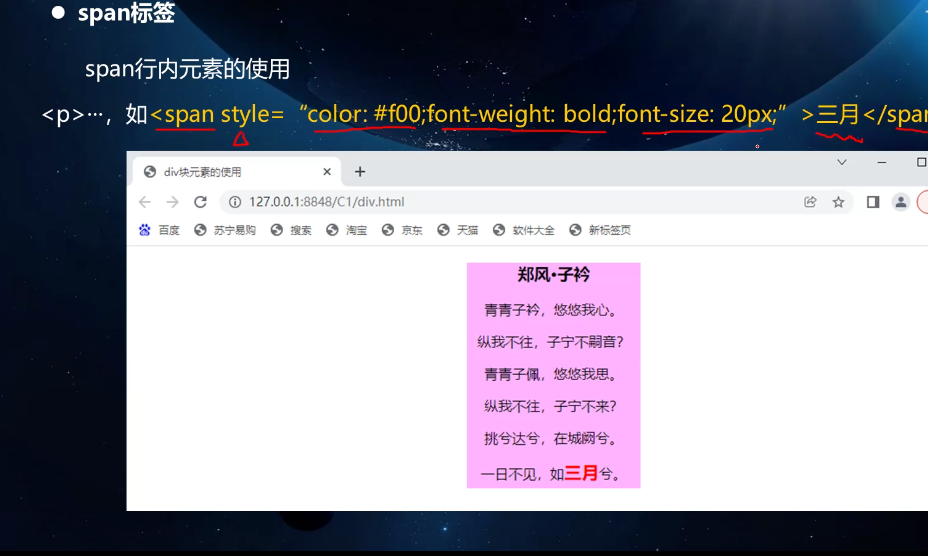 ● span标签
span行内元素的使用
<p>…，如<span style=“color: #f00;font-weight: bold;font-size: 20px;”>三月</span
div块元素的使用
127.0.0.1:8848/C1/div.html
百度 苏宁易购 搜索 淘宝 京东 天猫 软件大全 新标签页
郑风•子衿
青青子衿，悠悠我心。
纵我不往，子宁不嗣音?
青青子佩，悠悠我思。
纵我不往，子宁不来?
挑兮达兮，在城阙兮。
一日不见，如三月兮。